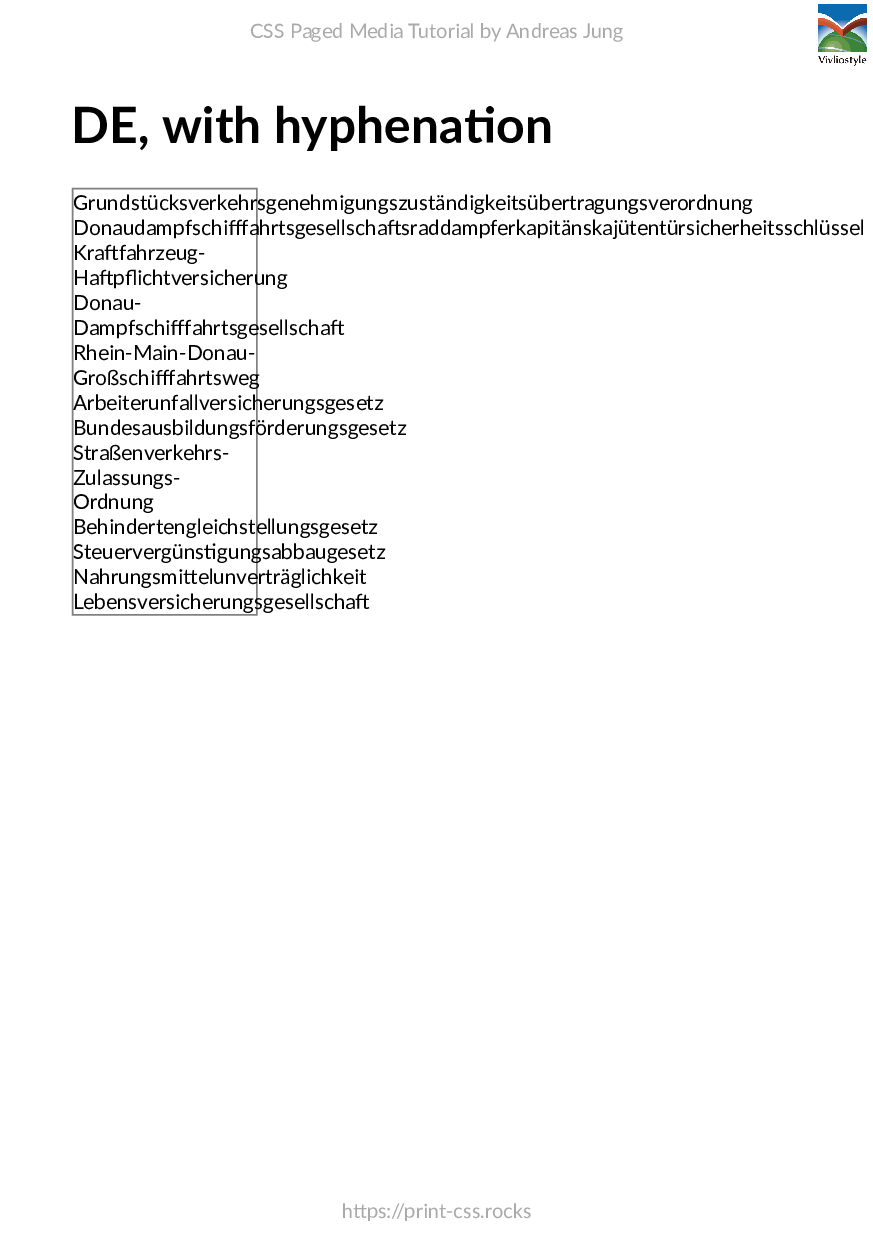 CSS Paged Media Tutorial by Andreas Jung
Vivliostyle
DE, with hyphenation
Grundstücksverkehrsgenehmigungszuständigkeitsübertragungsverordnung
Donaudampfschifffahrtsgesellschaftsraddampferkapitänskajütentürsicherheitsschlüssel
Kraftfahrzeug-
Haftpflichtversicherung
Donau-
Dampfschifffahrtsgesellschaft
Rhein-Main-Donau-
Großschifffahrtsweg
Arbeiterunfallversicherungsgesetz
Bundesausbildungsförderungsgesetz
Straßenverkehrs-
Zulassungs-
Ordnung
Behindertengleichstellungsgesetz
Steuervergünstigungsabbaugesetz
Nahrungsmittelunverträglichkeit
Lebensversicherungsgesellschaft
https://print-css.rocks